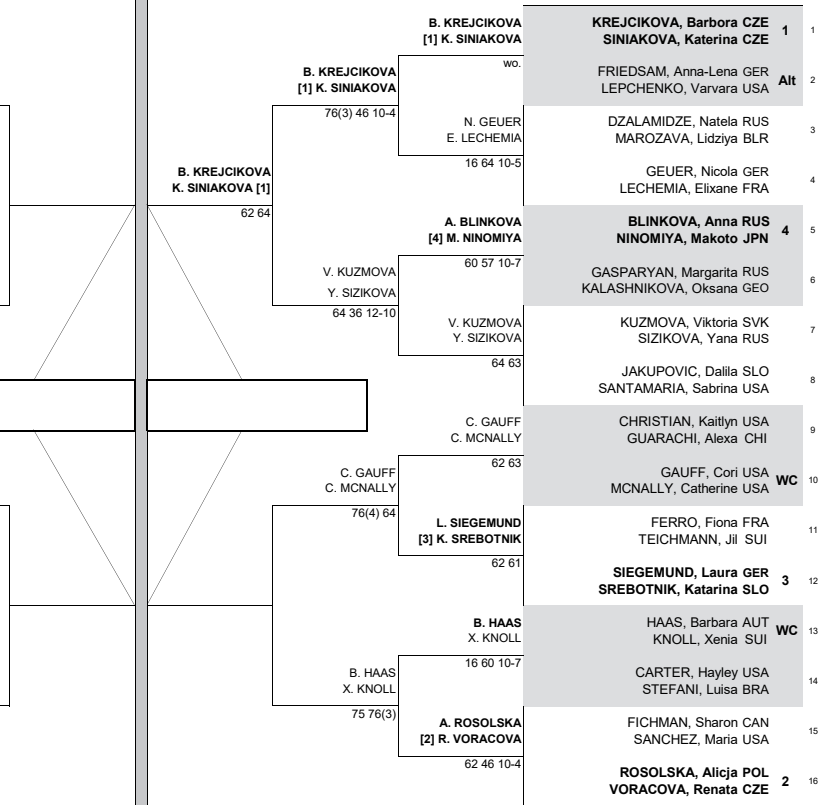 B. KREJCIKOVA
[1] K. SINIAKOVA
KREJCIKOVA, Barbora CZE
SINIAKOVA, Katerina CZE
1
1
wo.
B. KREJCIKOVA
[1] K. SINIAKOVA
FRIEDSAM, Anna-Lena GER
LEPCHENKO, Varvara USA
Alt
2
76(3) 46 10-4
N. GEUER
E. LECHEMIA
DZALAMIDZE, Natela RUS
MAROZAVA, Lidziya BLR
3
16 64 10-5
B. KREJCIKOVA
K. SINIAKOVA [1]
GEUER, Nicola GER
LECHEMIA, Elixane FRA
4
62 64
A. BLINKOVA
[4] M. NINOMIYA
BLINKOVA, Anna RUS
NINOMIYA, Makoto JPN
4
5
60 57 10-7
V. KUZMOVA
Y. SIZIKOVA
GASPARYAN, Margarita RUS
KALASHNIKOVA, Oksana GEO
6
64 36 12-10
V. KUZMOVA
Y. SIZIKOVA
KUZMOVA, Viktoria SVK
SIZIKOVA, Yana RUS
7
64 63
JAKUPOVIC, Dalila SLO
SANTAMARIA, Sabrina USA
8
C. GAUFF
C. MCNALLY
CHRISTIAN, Kaitlyn USA
GUARACHI, Alexa CHI
9
62 63
C. GAUFF
C. MCNALLY
GAUFF, Cori USA
MCNALLY, Catherine USA
WC
10
76(4) 64
L. SIEGEMUND
[3] K. SREBOTNIK
FERRO, Fiona FRA
TEICHMANN, Jil SUI
11
62 61
SIEGEMUND, Laura GER
SREBOTNIK, Katarina SLO
3
12
B. HAAS
X. KNOLL
HAAS, Barbara AUT
KNOLL, Xenia SUI
WC
13
16 60 10-7
B. HAAS
X. KNOLL
CARTER, Hayley USA
STEFANI, Luisa BRA
14
75 76(3)
A. ROSOLSKA
[2] R. VORACOVA
FICHMAN, Sharon CAN
SANCHEZ, Maria USA
15
62 46 10-4
ROSOLSKA, Alicja POL
VORACOVA, Renata CZE
2
16